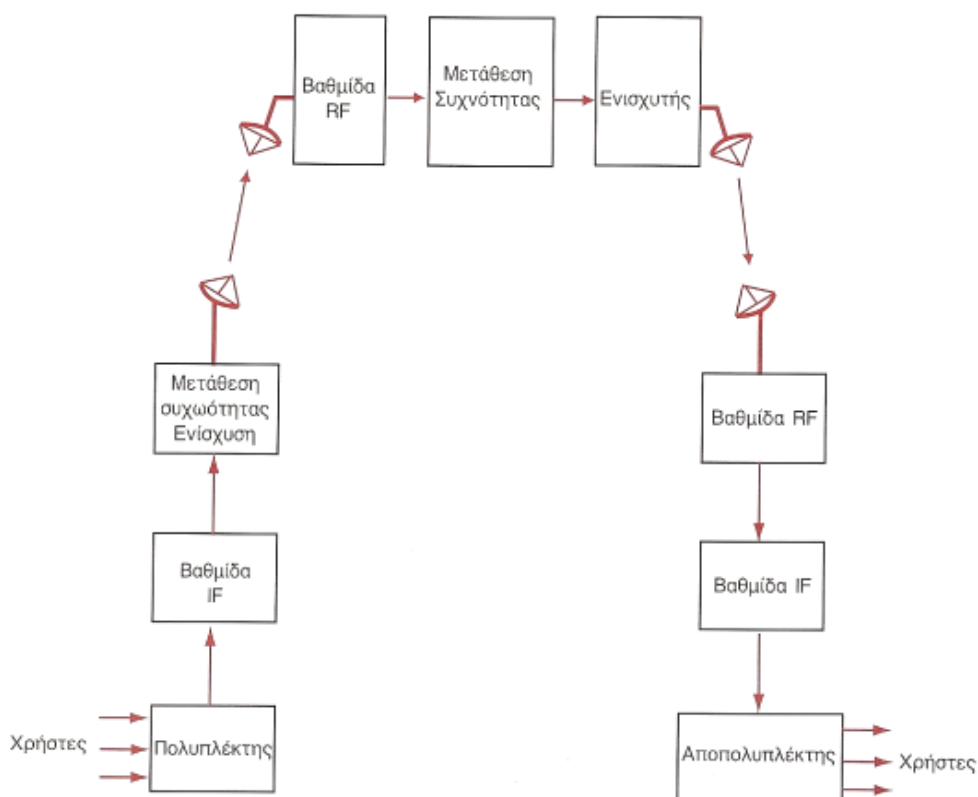 Βαθμίδα
RF
Μετάθεση
Συχνότητας
Ενισχυτής
Μετάθεση
συχωότητας
Ενίσχυση
Βαθμίδα RF
Βαθμίδα
IF
Βαθμίδα IF
Χρήστες
Πολυπλέκτης
Αποπολυπλέκτης
Χρήστες